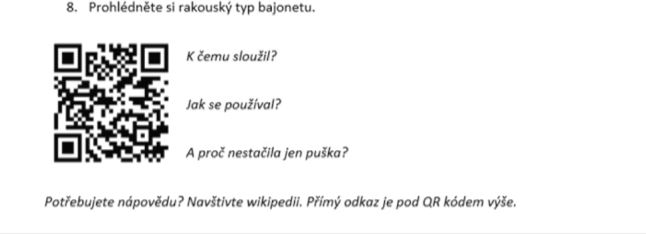 8. Prohlédněte si rakouský typ bajonetu.
K čemu sloužil?
Jak se používal?
A proč nestačila jen puška?
Potřebujete nápovědu? Navštivte wikipedii. Přímý odkaz je pod QR kódem výše.